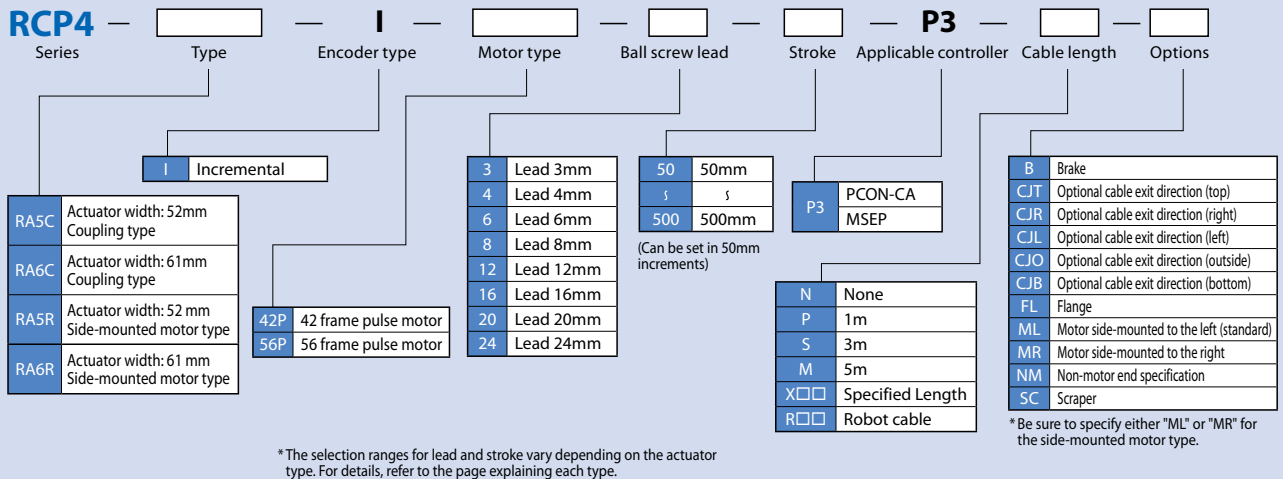 RCP4 — — I — — — — P3 — —
Series Type Encoder type Motor type Ball screw lead Stroke Applicable controller Cable length Options
I Incremental
RA5C Actuator width: 52mm
Coupling type
RA6C Actuator width: 61mm
Coupling type
RA5R Actuator width: 52 mm
Side-mounted motor type
RA6R Actuator width: 61 mm
Side-mounted motor type
42P 42 frame pulse motor
56P 56 frame pulse motor
3 Lead 3mm
4 Lead 4mm
6 Lead 6mm
8 Lead 8mm
12 Lead 12mm
16 Lead 16mm
20 Lead 20mm
24 Lead 24mm
50 50mm
≀ ≀
500 500mm
(Can be set in 50mm
increments)
P3 PCON-CA
MSEP
N None
P 1m
S 3m
M 5m
X□□ Specified Length
R□□ Robot cable
B Brake
CJT Optional cable exit direction (top)
CJR Optional cable exit direction (right)
CJL Optional cable exit direction (left)
CJO Optional cable exit direction (outside)
CJB Optional cable exit direction (bottom)
FL Flange
ML Motor side-mounted to the left (standard)
MR Motor side-mounted to the right
NM Non-motor end specification
SC Scraper
* Be sure to specify either "ML" or "MR" for
the side-mounted motor type.
* The selection ranges for lead and stroke vary depending on the actuator
type. For details, refer to the page explaining each type.